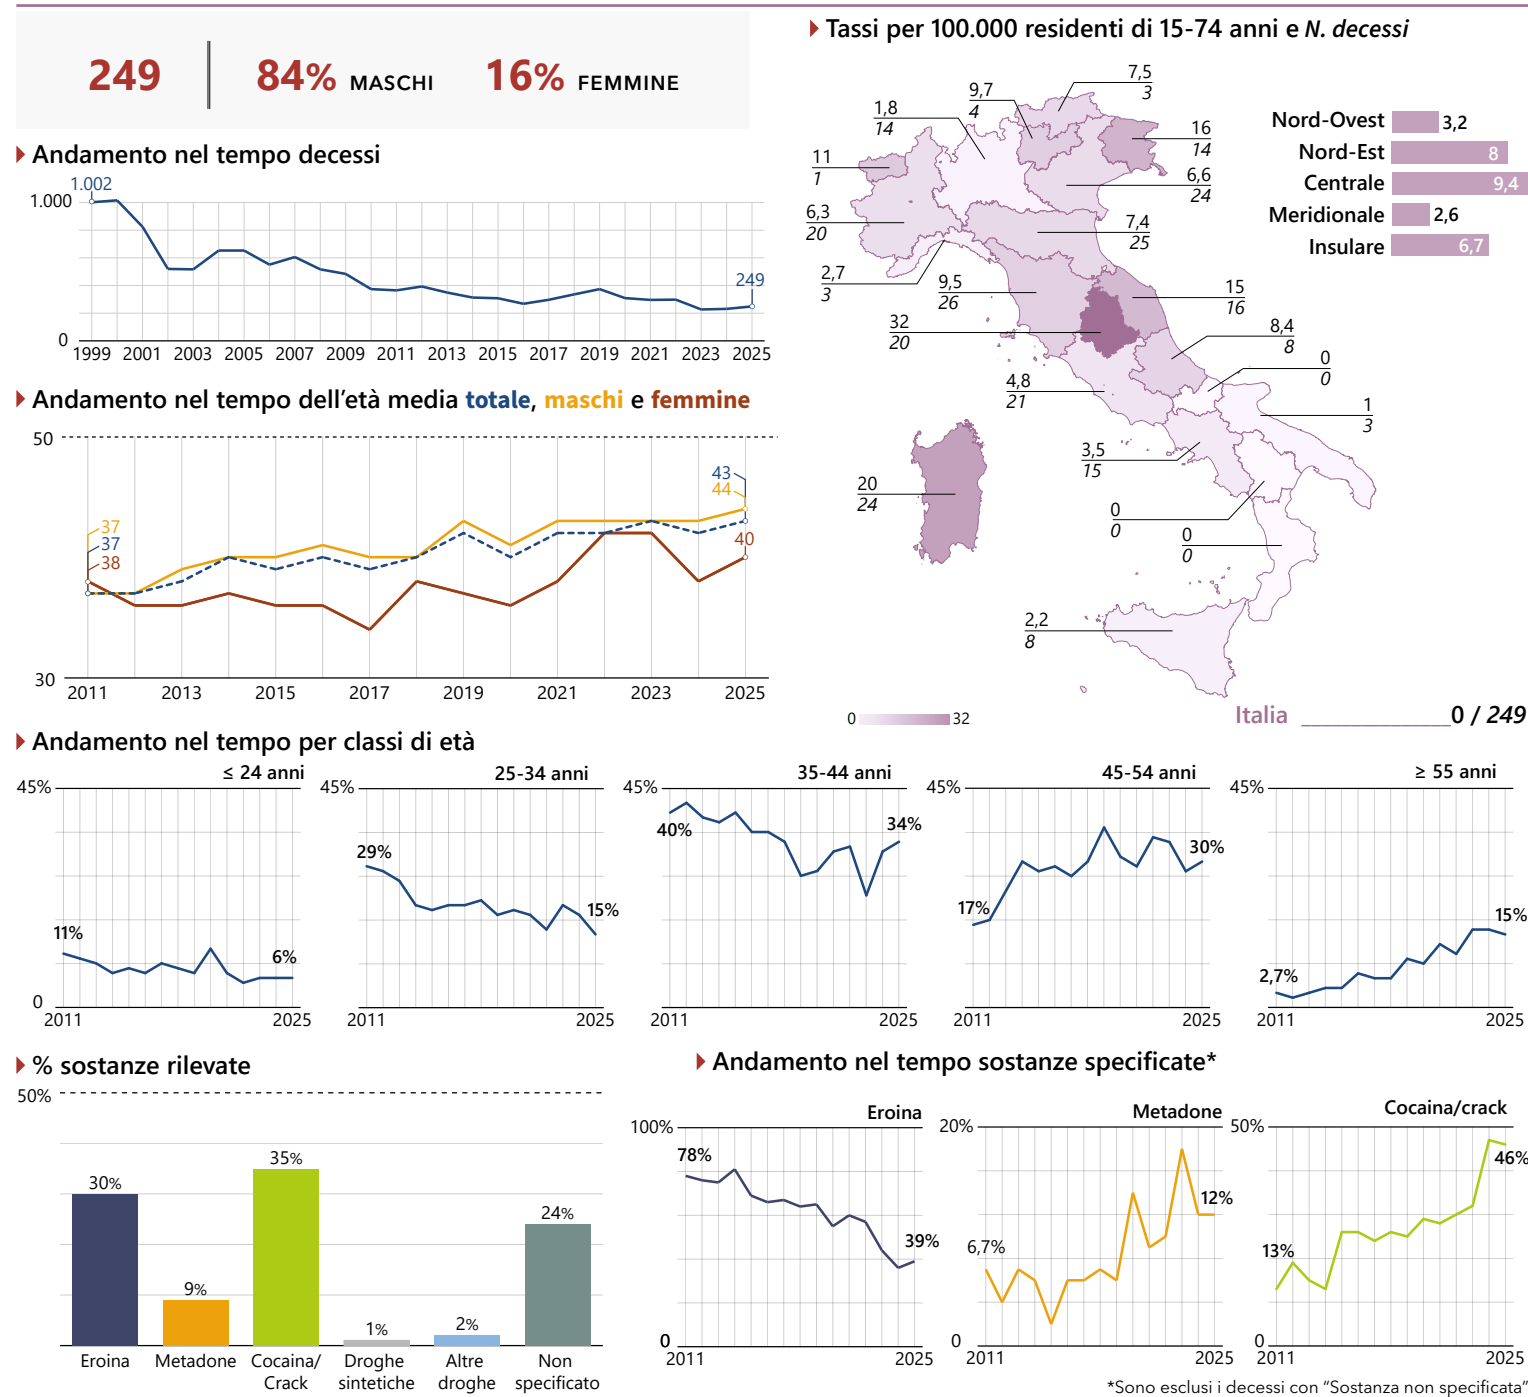 249
84% MASCHI
16% FEMMINE
Andamento nel tempo decessi
1.002
1.000
249
0
1999 2001 2003 2005 2007 2009 2011 2013 2015 2017 2019 2021 2023 2025
Andamento nel tempo dell'età media totale, maschi e femmine
50
43
44
40
37
37
38
30
2011 2013 2015 2017 2019 2021 2023 2025
Tassi per 100.000 residenti di 15-74 anni e N. decessi
7,5
3
9,7
4
1,8
14
16
14
11
1
6,6
24
6,3
20
7,4
25
2,7
3
9,5
26
15
16
32
20
8,4
8
0
0
4,8
21
1
3
3,5
15
20
24
0
0
0
0
2,2
8
Nord-Ovest 3,2
Nord-Est 8
Centrale 9,4
Meridionale 2,6
Insulare 6,7
0 32
Italia ______________0 / 249
Andamento nel tempo per classi di età
≤ 24 anni
45%
11%
6%
0
2011 2025
25-34 anni
45%
29%
15%
2011 2025
35-44 anni
45%
40%
34%
2011 2025
45-54 anni
45%
17%
30%
2011 2025
≥ 55 anni
45%
2,7%
15%
2011 2025
% sostanze rilevate
50%
30%
9%
35%
1%
2%
24%
Eroina
Metadone
Cocaina/
Crack
Droghe
sintetiche
Altre
droghe
Non
specificato
Andamento nel tempo sostanze specificate*
Eroina
100%
78%
39%
0
2011 2025
Metadone
20%
6,7%
12%
0
2011 2025
Cocaina/crack
50%
13%
46%
0
2011 2025
*Sono esclusi i decessi con "Sostanza non specificata"